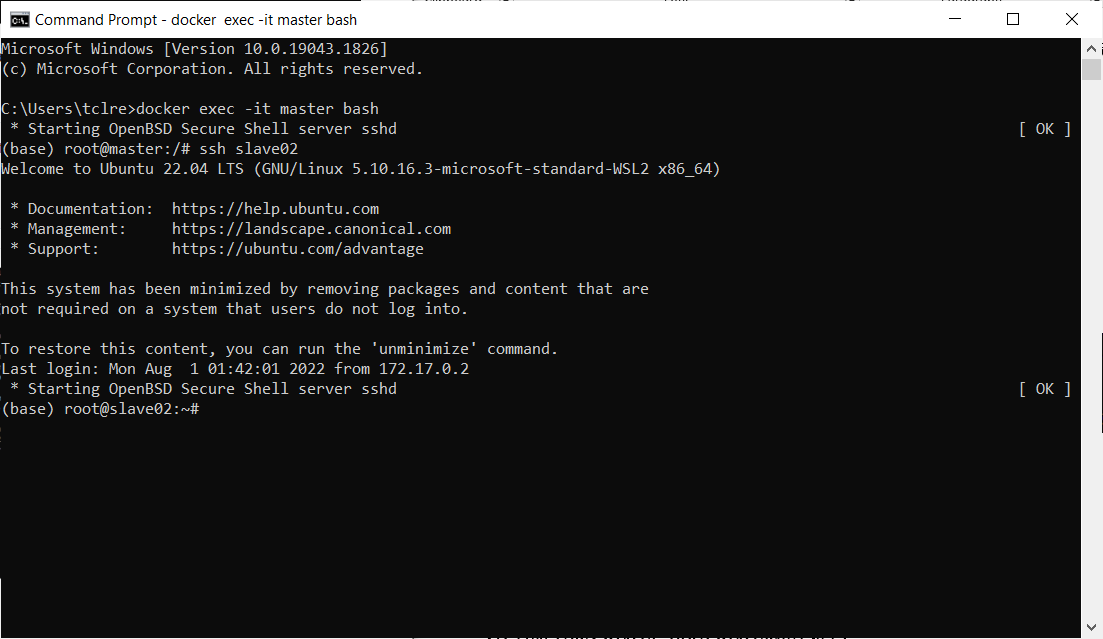 Command Prompt - docker  exec -it master bash
Microsoft Windows [Version 10.0.19043.1826]
(c) Microsoft Corporation. All rights reserved.
C:\Users\tclre>docker exec -it master bash
 * Starting OpenBSD Secure Shell server sshd [ OK ]
(base) root@master:/# ssh slave02
Welcome to Ubuntu 22.04 LTS (GNU/Linux 5.10.16.3-microsoft-standard-WSL2 x86_64)
 * Documentation:  https://help.ubuntu.com
 * Management:     https://landscape.canonical.com
 * Support:        https://ubuntu.com/advantage
This system has been minimized by removing packages and content that are
not required on a system that users do not log into.
To restore this content, you can run the 'unminimize' command.
Last login: Mon Aug  1 01:42:01 2022 from 172.17.0.2
 * Starting OpenBSD Secure Shell server sshd [ OK ]
(base) root@slave02:~#